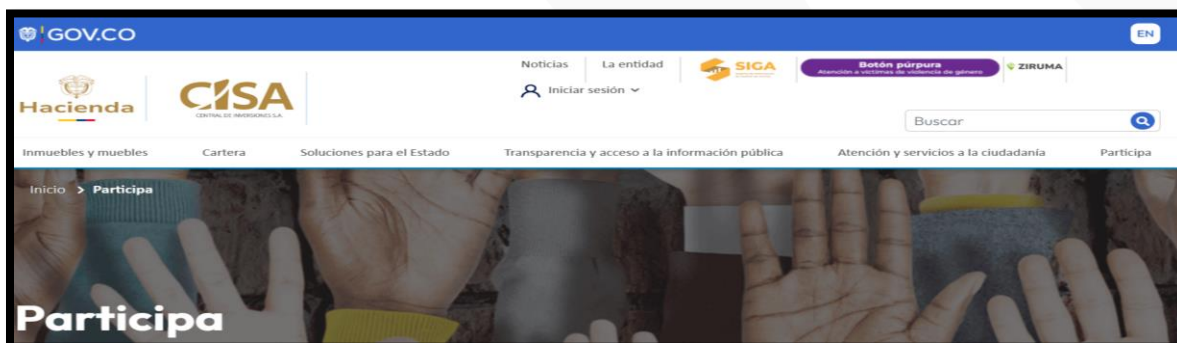 GOV.CO
EN
Noticias
La entidad
SIGA
Botón púrpura
Atención a víctimas de violencia de género
ZIRUMA
Iniciar sesión
Hacienda
CISA
CENTRAL DE INVERSIONES S.A.
Buscar
Inmuebles y muebles
Cartera
Soluciones para el Estado
Transparencia y acceso a la información pública
Atención y servicios a la ciudadanía
Participa
Inicio > Participa
Participa